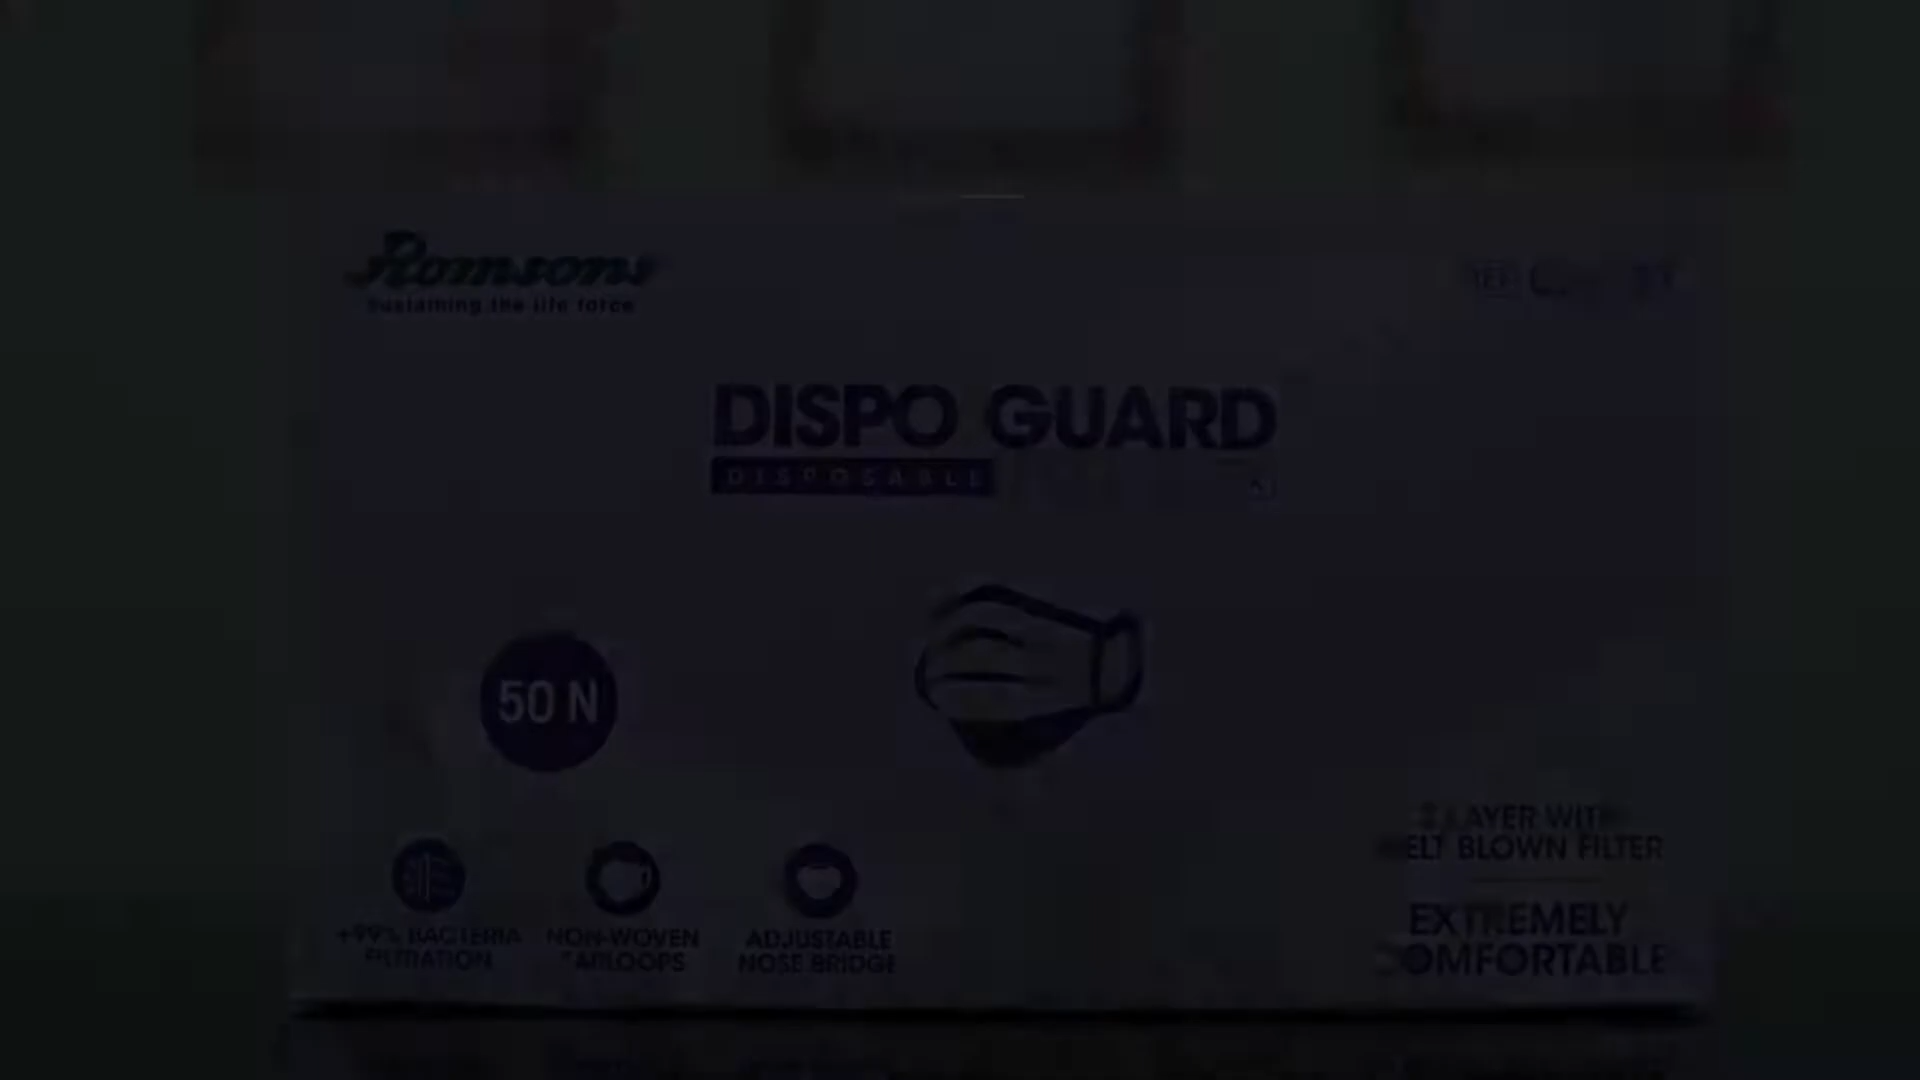 Romsons
Sustaining the life force
DISPO GUARD
DISPOSABLE
50 N
LAYER WITH
MELT BLOWN FILTER
+99% BACTERIA
FILTRATION
NON-WOVEN
EARLOOPS
ADJUSTABLE
NOSE BRIDGE
EXTREMELY
COMFORTABLE